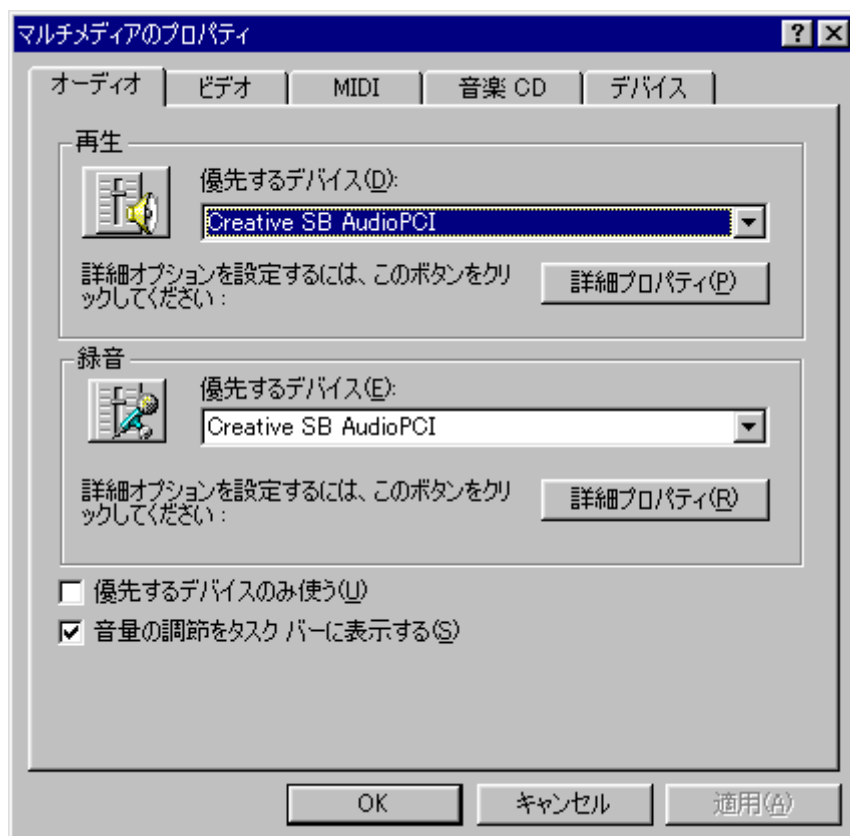 マルチメディアのプロパティ
オーディオ ビデオ MIDI 音楽 CD デバイス
再生
優先するデバイス(D):
Creative SB AudioPCI
詳細オプションを設定するには、このボタンをクリ
ックしてください:
詳細プロパティ(P)
録音
優先するデバイス(E):
Creative SB AudioPCI
詳細オプションを設定するには、このボタンをクリ
ックしてください:
詳細プロパティ(R)
優先するデバイスのみ使う(U)
音量の調節をタスク バーに表示する(S)
OK キャンセル 適用(A)